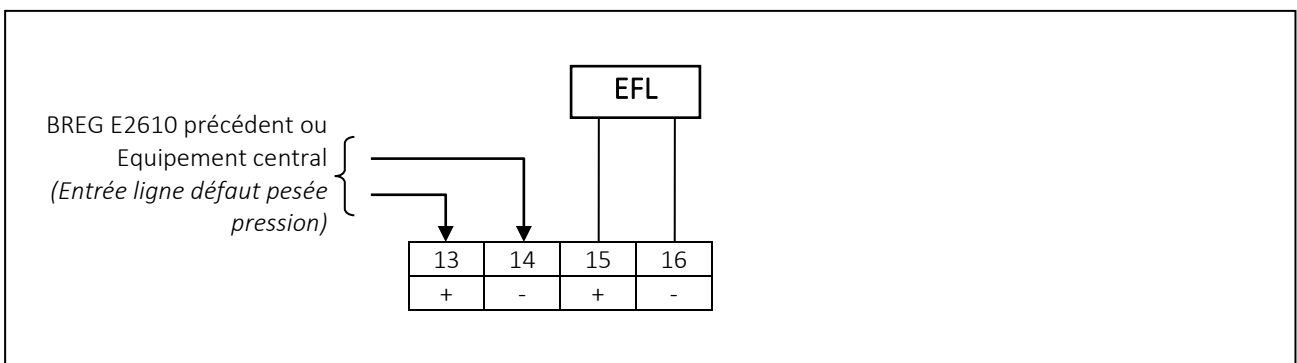 EFL
BREG E2610 précédent ou
Equipement central
(Entrée ligne défaut pesée
pression)
13 14 15 16
+ - + -